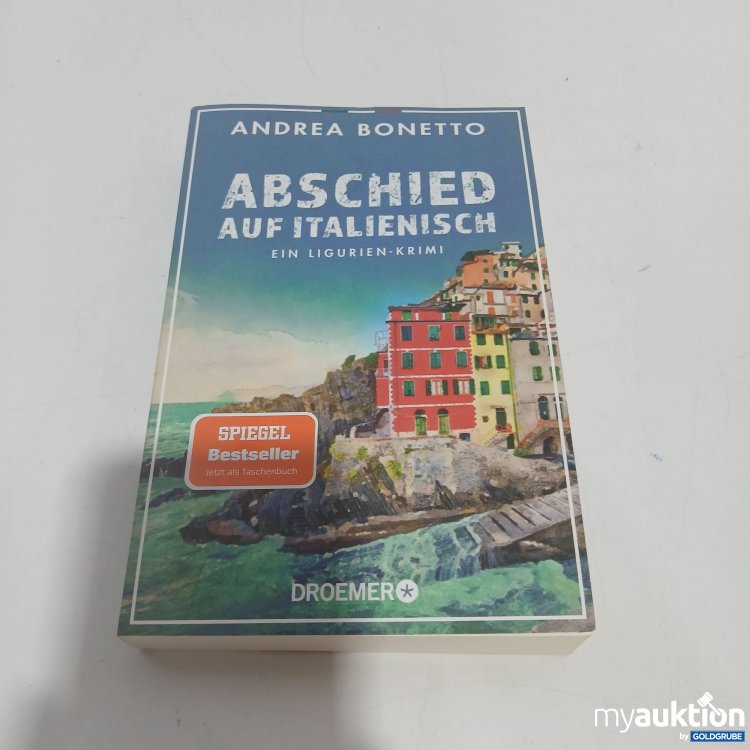 ANDREA BONETTO
ABSCHIED
AUF ITALIENISCH
EIN LIGURIEN-KRIMI
SPIEGEL
Bestseller
Jetzt als Taschenbuch
DROEMER
myauktion
by GOLDGRUBE